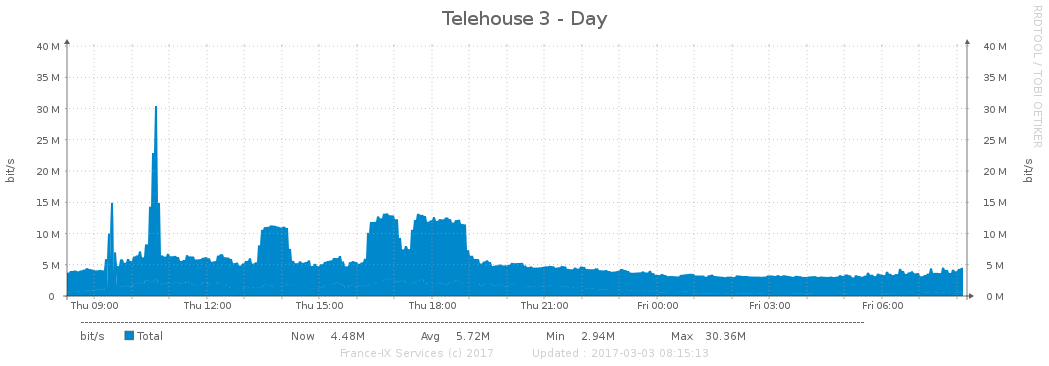 Telehouse 3 - Day
RRDTOOL / TOBI OETIKER
40 M 40 M
35 M 35 M
30 M 30 M
25 M 25 M
20 M 20 M
15 M 15 M
10 M 10 M
5 M 5 M
0 0 M
bit/s
bit/s
Thu 09:00 Thu 12:00 Thu 15:00 Thu 18:00 Thu 21:00 Fri 00:00 Fri 03:00 Fri 06:00
bit/s Total Now 4.48M Avg 5.72M Min 2.94M Max 30.36M
France-IX Services (c) 2017 Updated : 2017-03-03 08:15:13